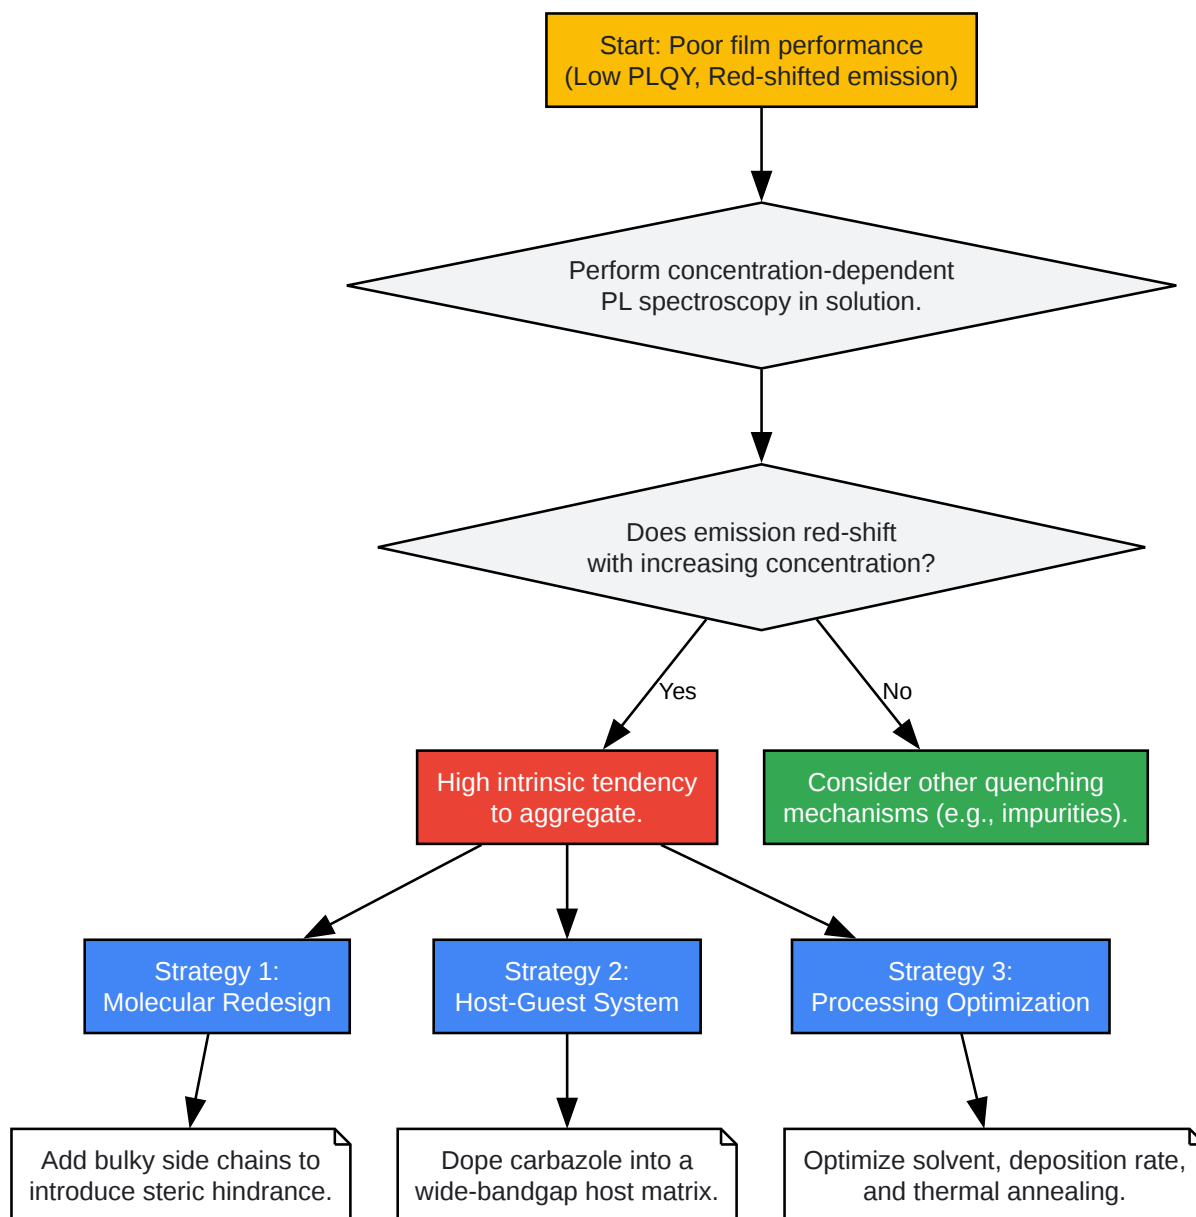 Start: Poor film performance
(Low PLQY, Red-shifted emission)
Perform concentration-dependent
PL spectroscopy in solution.
Does emission red-shift
with increasing concentration?
Yes
No
High intrinsic tendency
to aggregate.
Consider other quenching
mechanisms (e.g., impurities).
Strategy 1:
Molecular Redesign
Strategy 2:
Host-Guest System
Strategy 3:
Processing Optimization
Add bulky side chains to
introduce steric hindrance.
Dope carbazole into a
wide-bandgap host matrix.
Optimize solvent, deposition rate,
and thermal annealing.